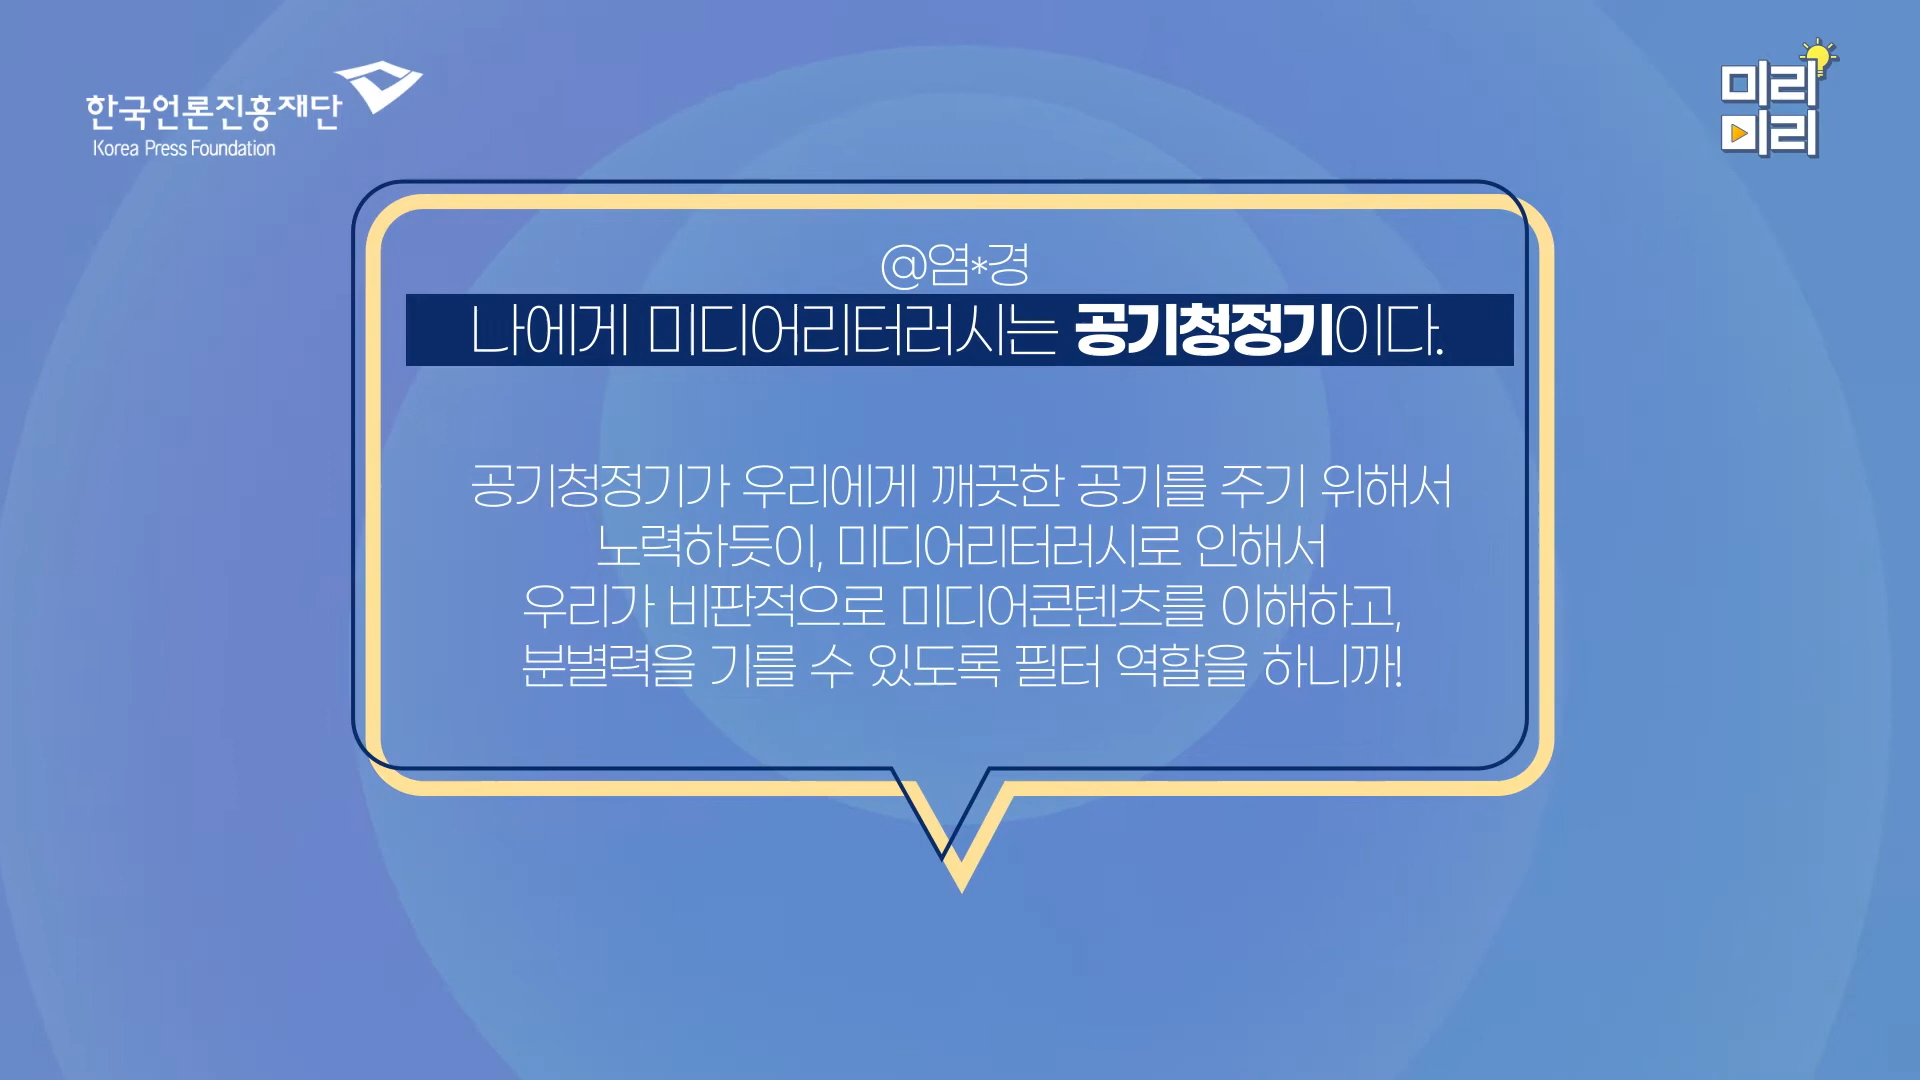 한국언론진흥재단
Korea Press Foundation
미리
미리
@염*경
나에게 미디어리터러시는 공기청정기이다.
공기청정기가 우리에게 깨끗한 공기를 주기 위해서
노력하듯이, 미디어리터러시로 인해서
우리가 비판적으로 미디어콘텐츠를 이해하고,
분별력을 기를 수 있도록 필터 역할을 하니까!